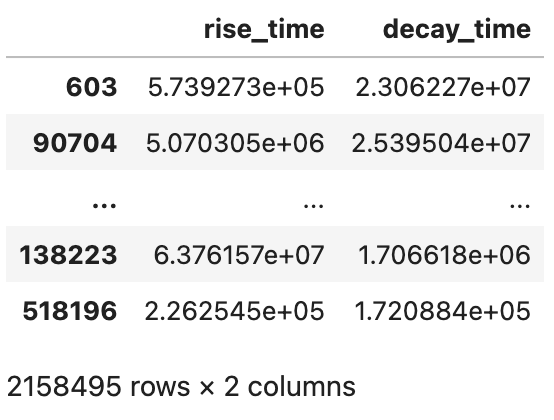 rise_time decay_time
603 5.739273e+05 2.306227e+07
90704 5.070305e+06 2.539504e+07
... ... ...
138223 6.376157e+07 1.706618e+06
518196 2.262545e+05 1.720884e+05
2158495 rows × 2 columns